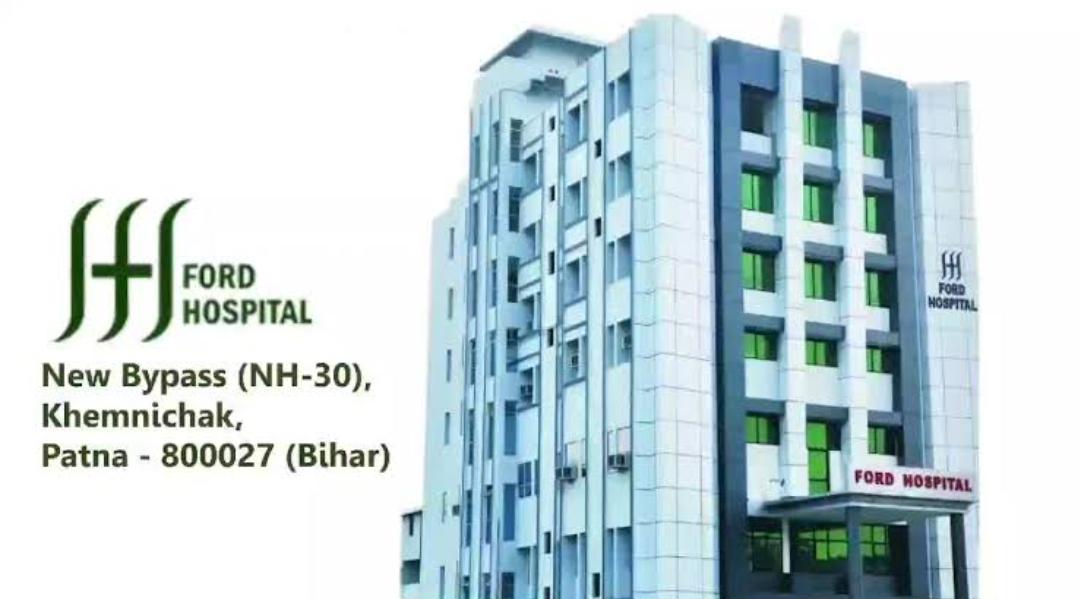 FORD
HOSPITAL
New Bypass (NH-30),
Khemnichak,
Patna - 800027 (Bihar)
FORD
HOSPITAL
FORD HOSPITAL